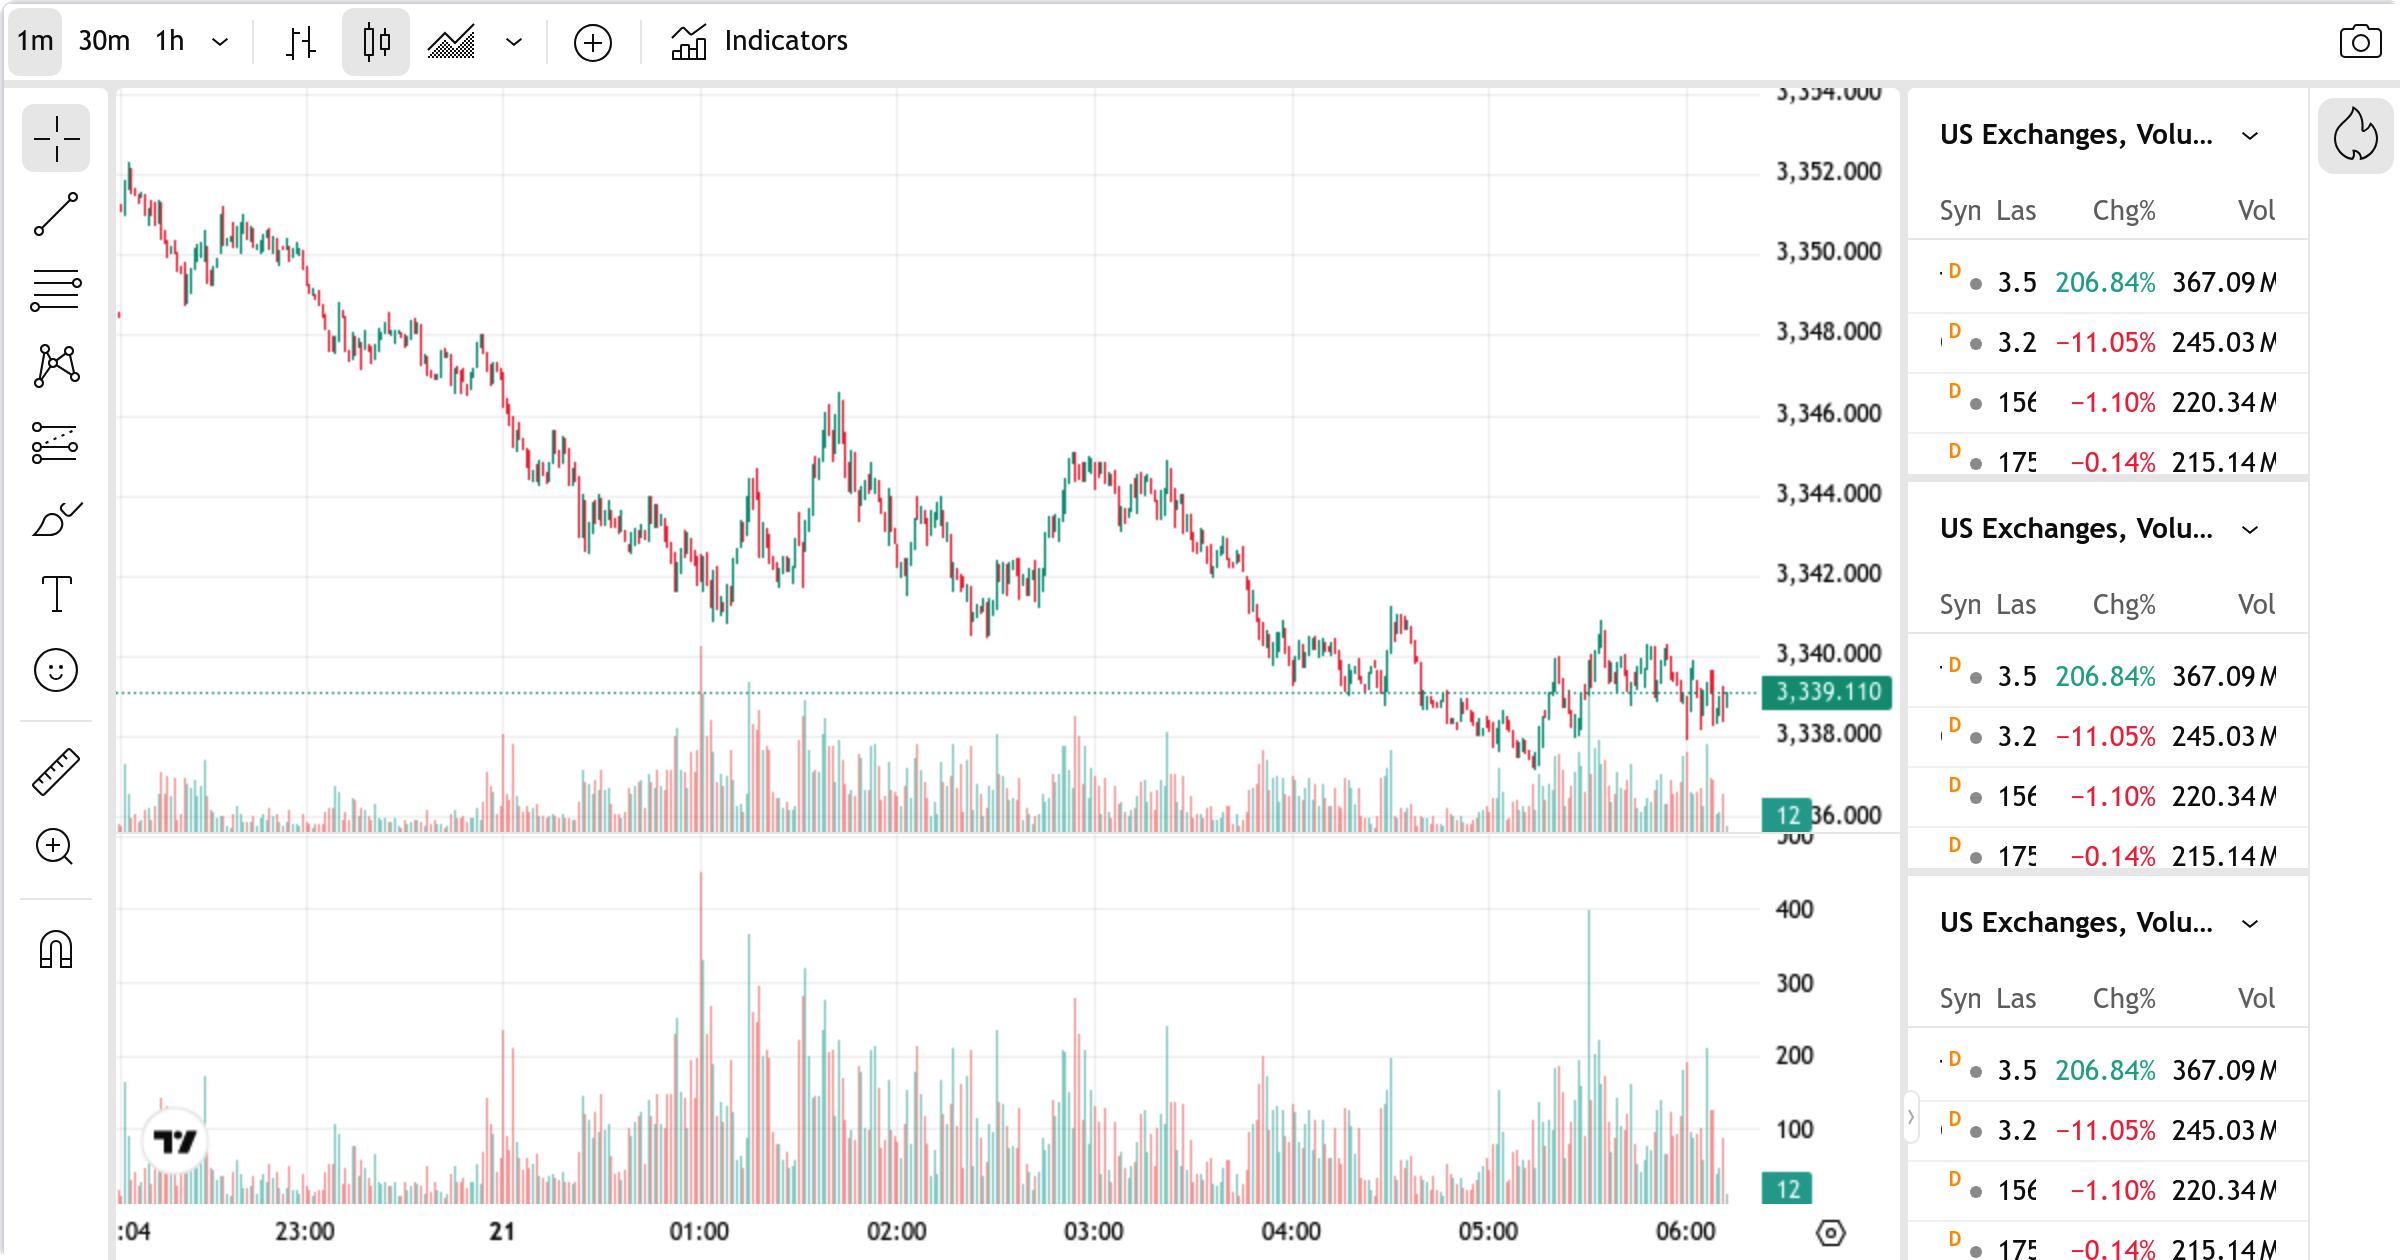 1m 30m 1h Indicators
3,354.000
3,352.000
3,350.000
3,348.000
3,346.000
3,344.000
3,342.000
3,340.000
3,339.110
3,338.000
12 36.000
500
400
300
200
100
12
:04 23:00 21 01:00 02:00 03:00 04:00 05:00 06:00
US Exchanges, Volu...
Syn Las Chg% Vol
D 3.5 206.84% 367.09M
D 3.2 −11.05% 245.03M
D 156 −1.10% 220.34M
D 175 −0.14% 215.14M
US Exchanges, Volu...
Syn Las Chg% Vol
D 3.5 206.84% 367.09M
D 3.2 −11.05% 245.03M
D 156 −1.10% 220.34M
D 175 −0.14% 215.14M
US Exchanges, Volu...
Syn Las Chg% Vol
D 3.5 206.84% 367.09M
D 3.2 −11.05% 245.03M
D 156 −1.10% 220.34M
D 175 −0.14% 215.14M